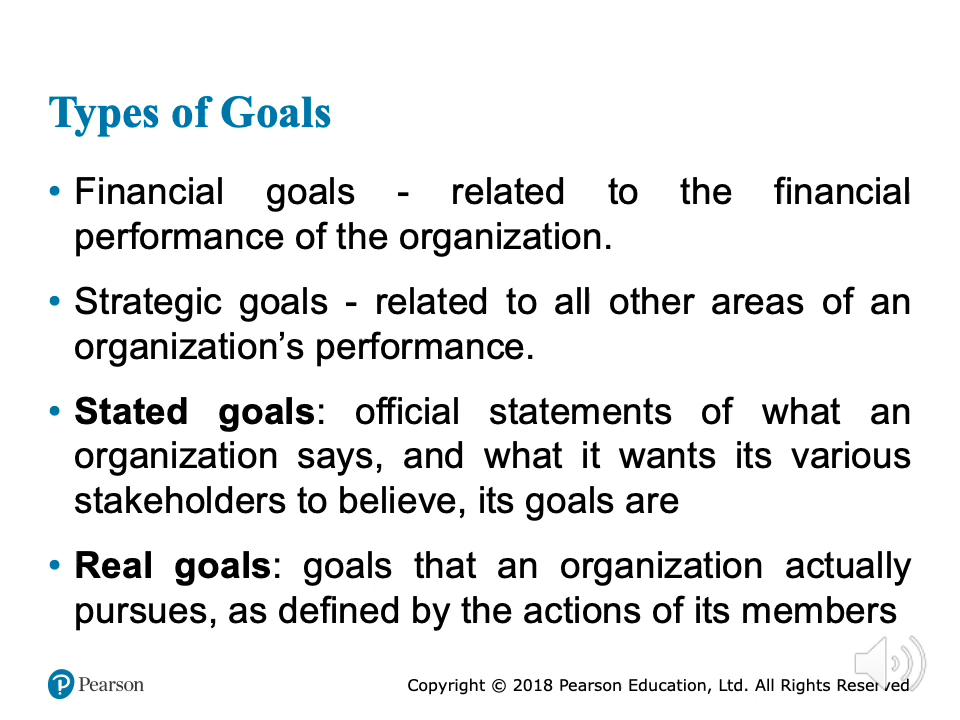 Types of Goals
• Financial goals - related to the financial
performance of the organization.
• Strategic goals - related to all other areas of an
organization’s performance.
• Stated goals: official statements of what an
organization says, and what it wants its various
stakeholders to believe, its goals are
• Real goals: goals that an organization actually
pursues, as defined by the actions of its members
P Pearson
Copyright © 2018 Pearson Education, Ltd. All Rights Reserved